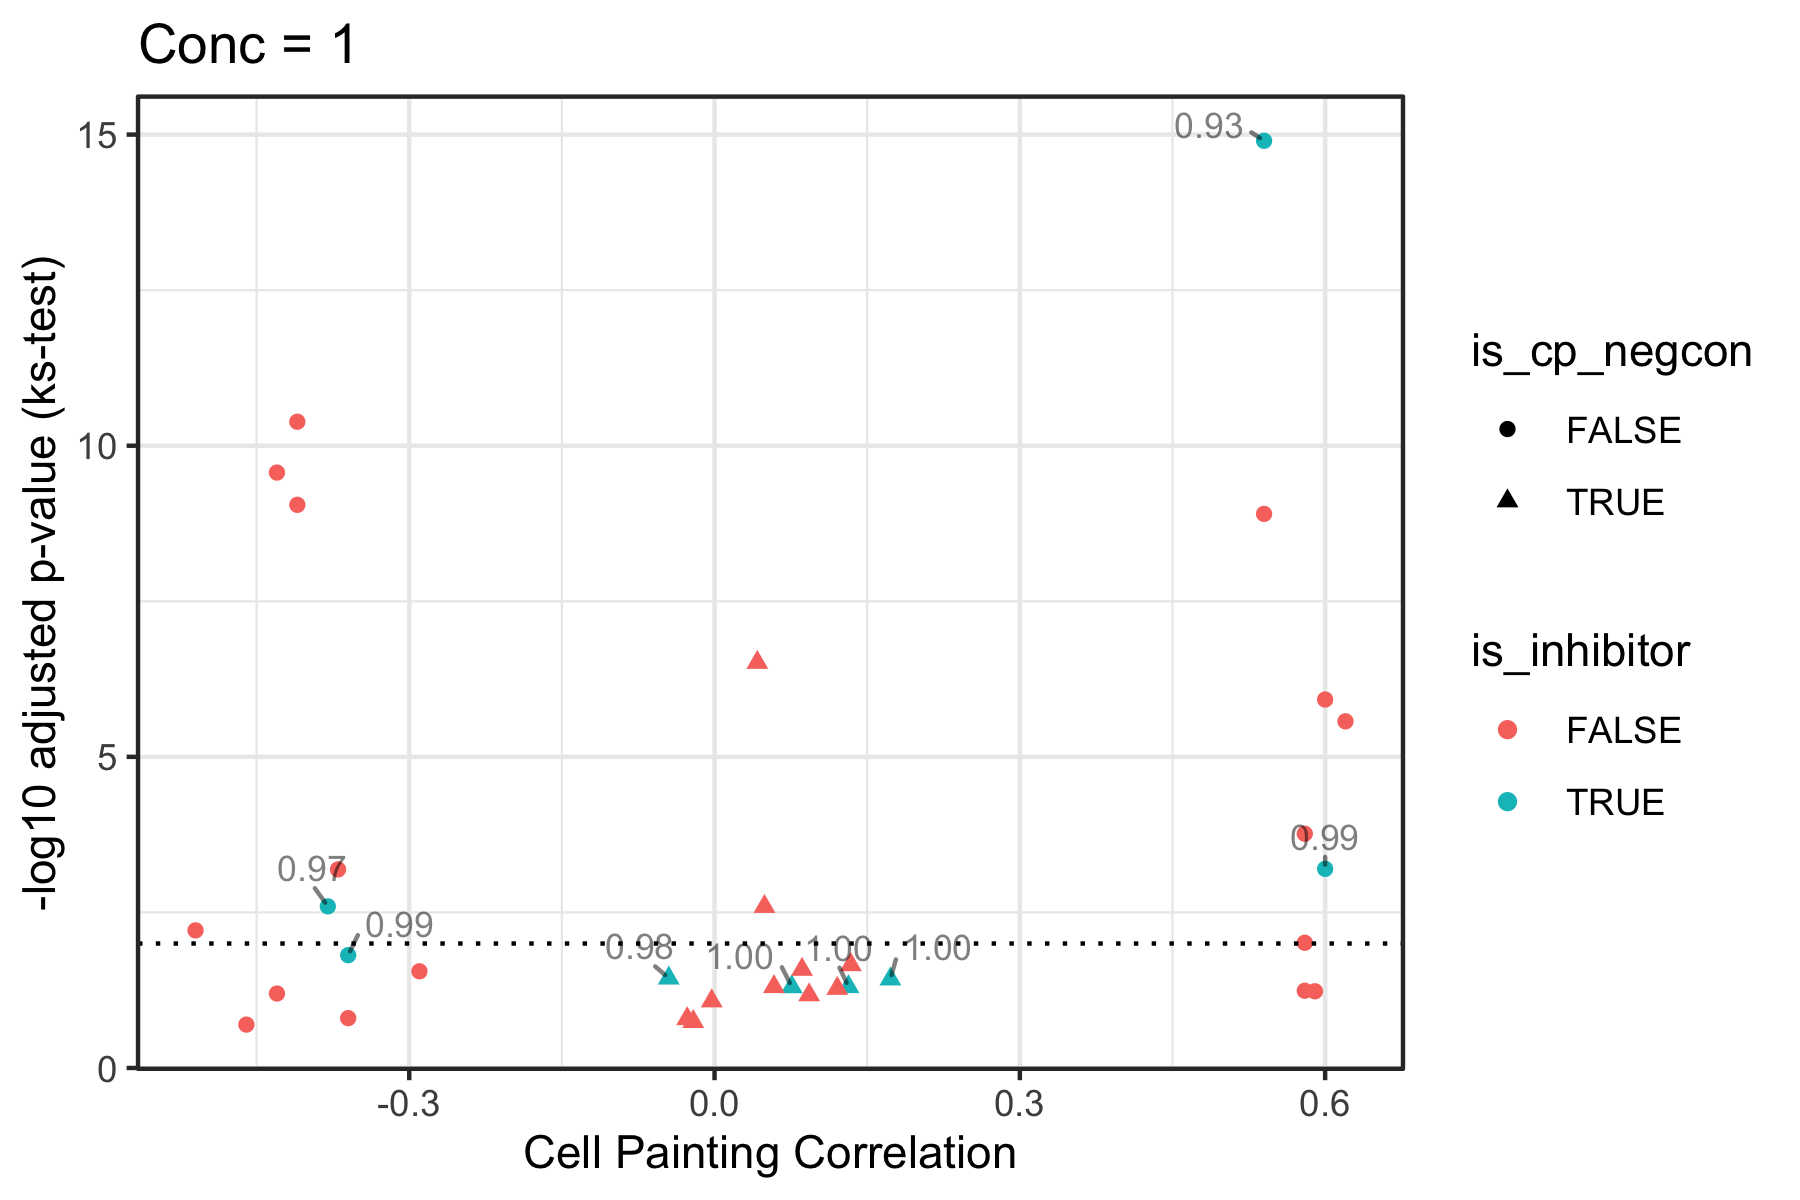 Conc = 1
-log10 adjusted p-value (ks-test)
15
10
5
0
0.93
0.97
0.99
0.98
1.00
1.00
1.00
0.99
-0.3
0.0
0.3
0.6
Cell Painting Correlation
is_cp_negcon
FALSE
TRUE
is_inhibitor
FALSE
TRUE